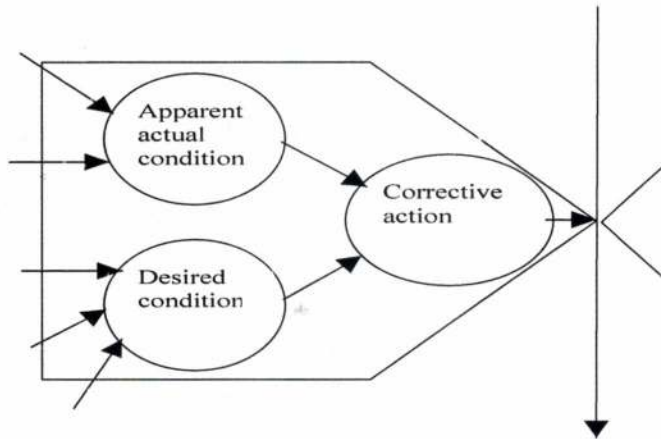 Apparent
actual
condition
Corrective
action
Desired
condition